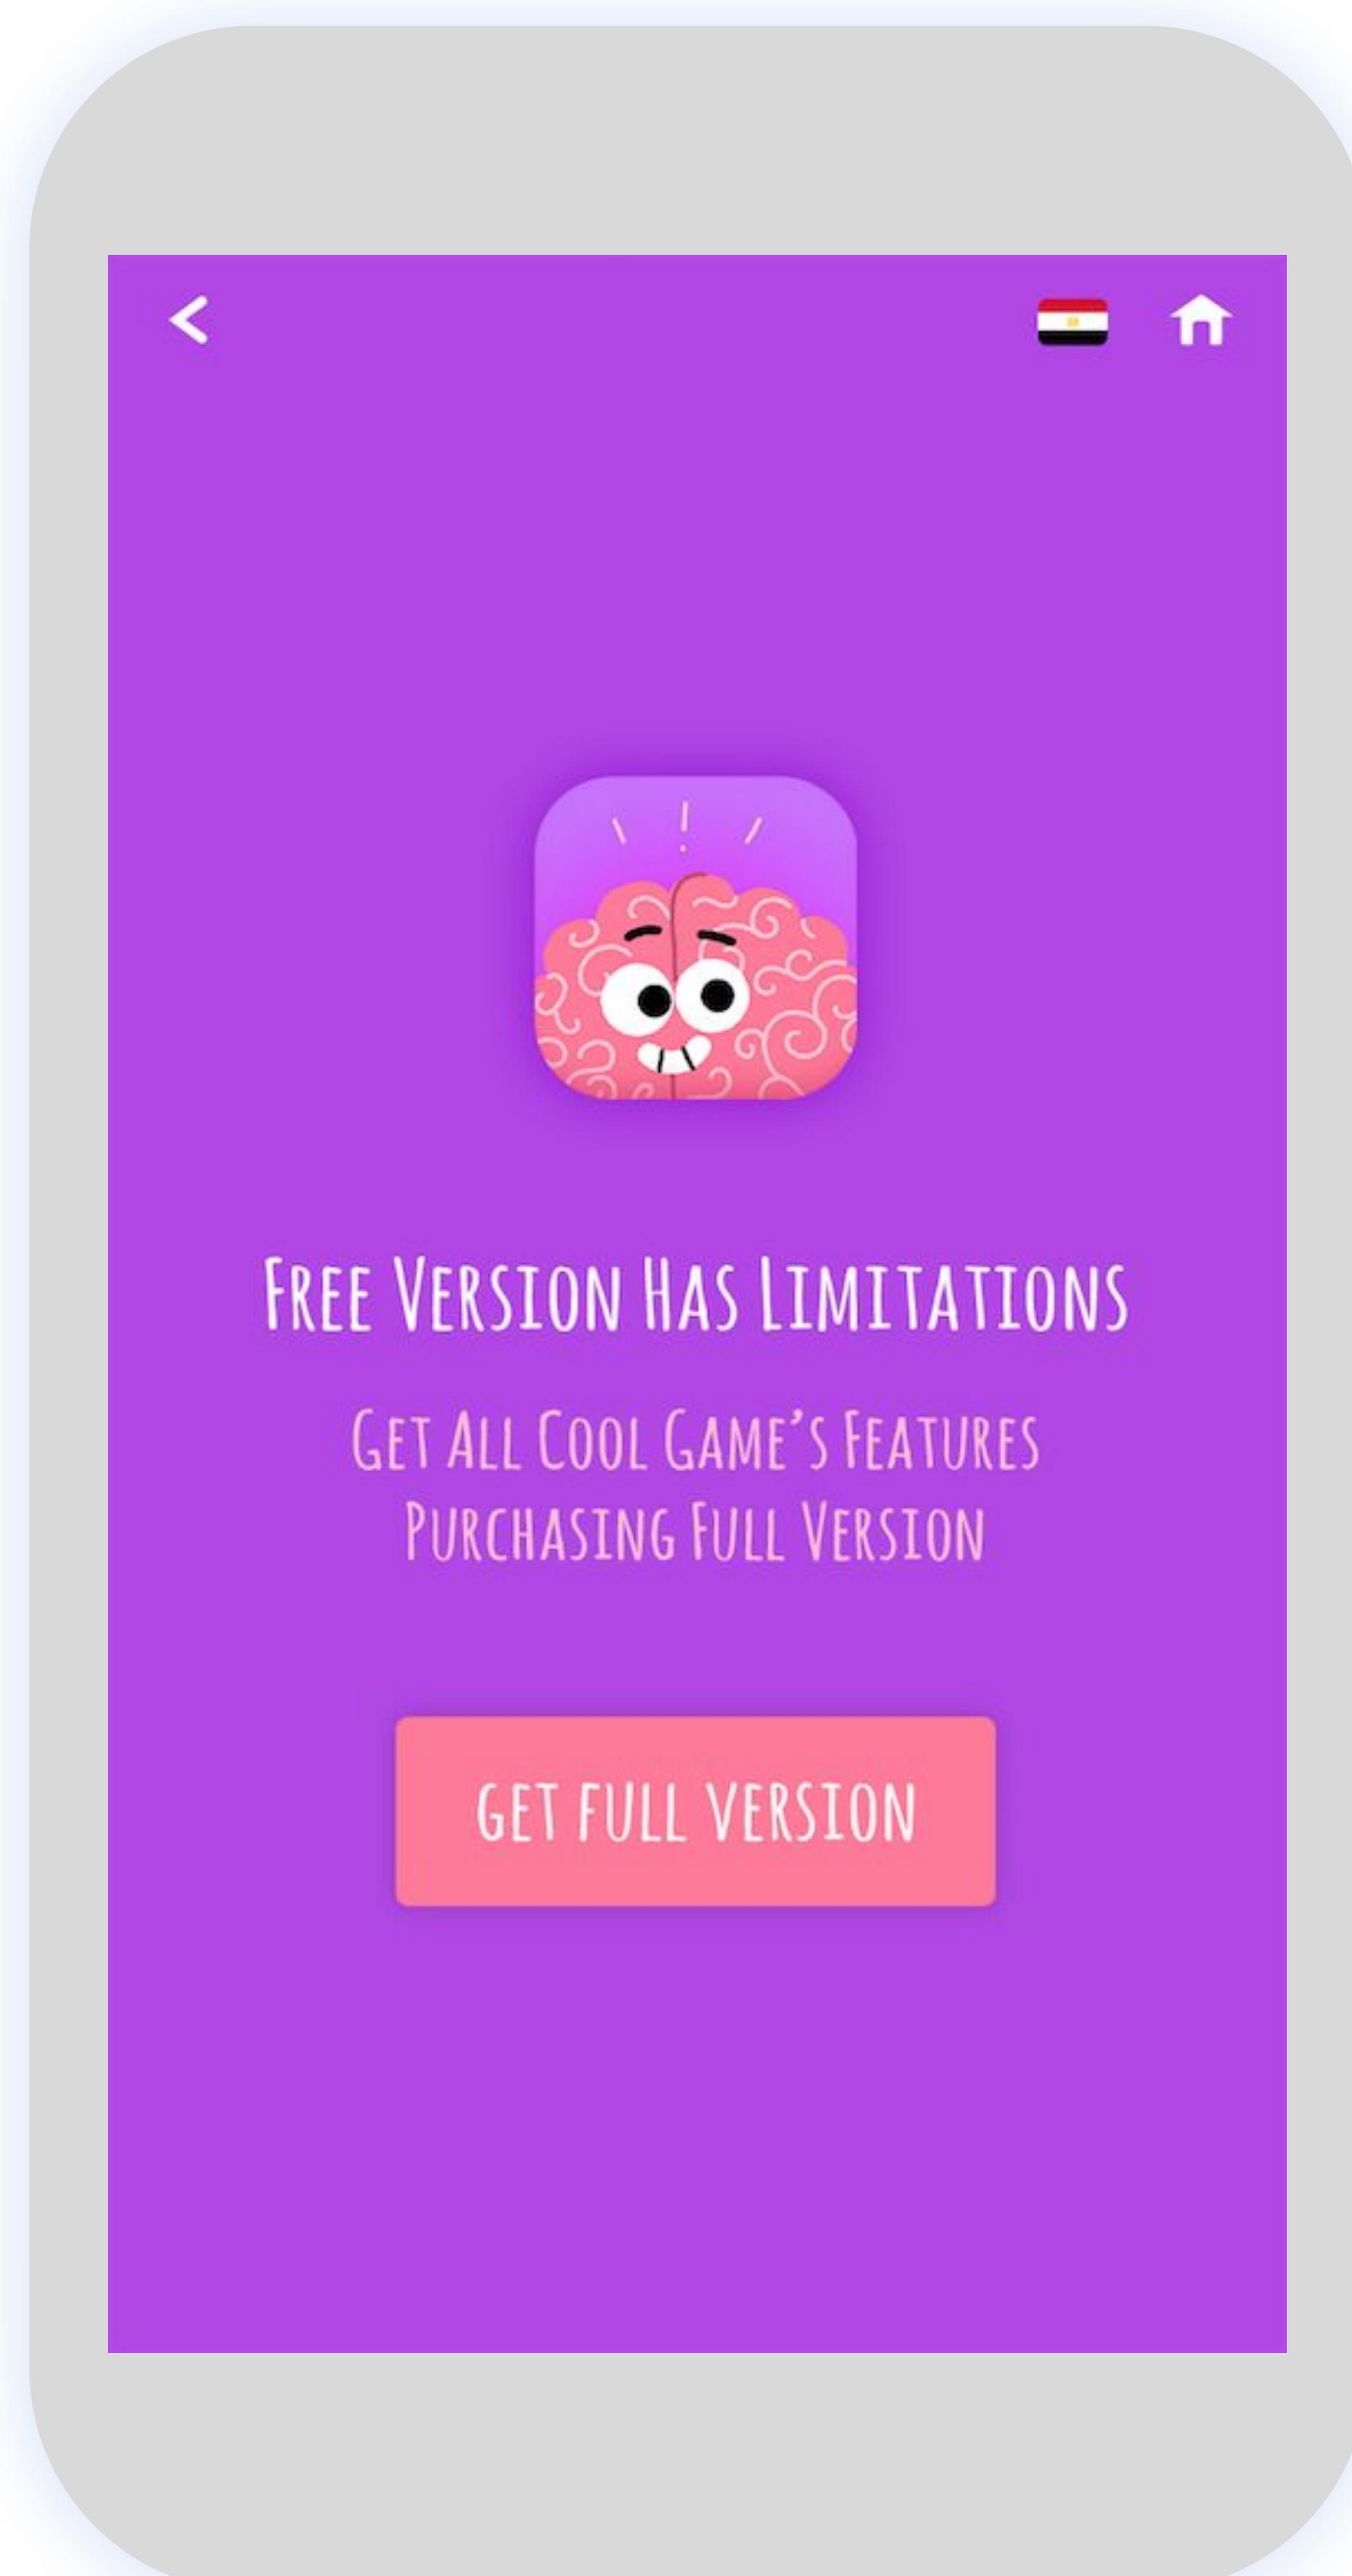 Free Version Has Limitations
Get All Cool Game's Features
Purchasing Full Version
GET FULL VERSION